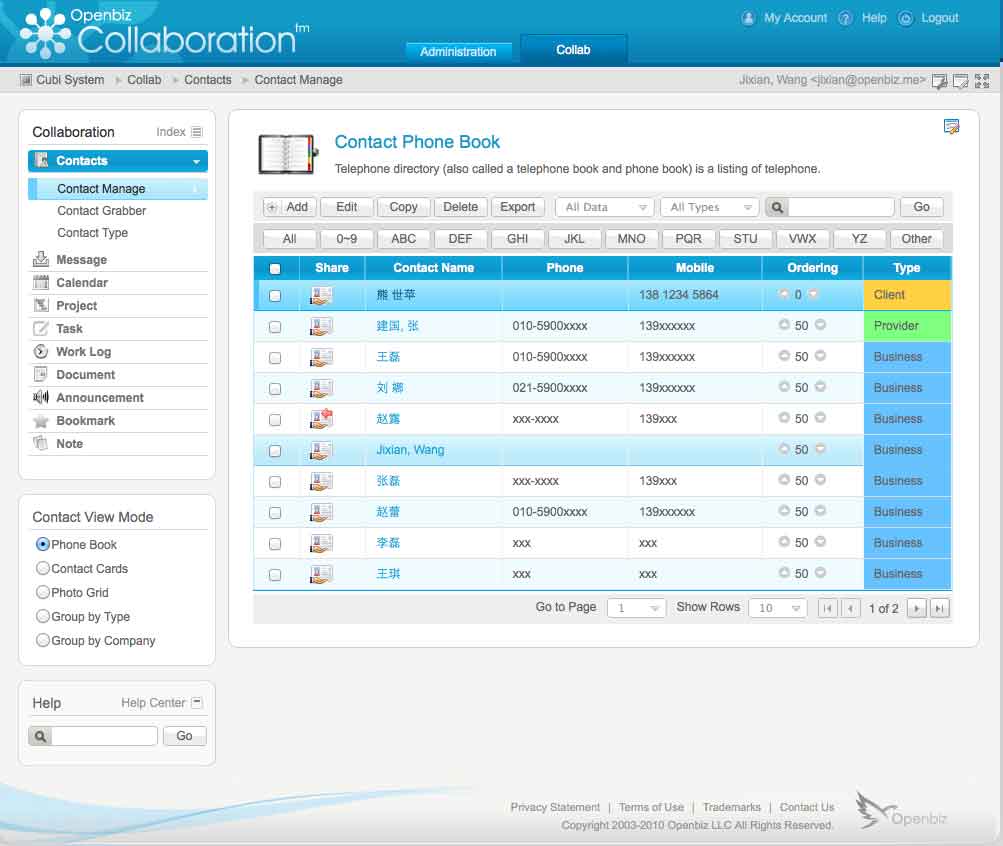 Openbiz
Collaboration fm
My Account Help Logout
Administration Collab
Cubi System Collab Contacts Contact Manage
Jixian, Wang <jixian@openbiz.me>
Collaboration Index
Contacts
Contact Manage
Contact Grabber
Contact Type
Message
Calendar
Project
Task
Work Log
Document
Announcement
Bookmark
Note
Contact View Mode
Phone Book
Contact Cards
Photo Grid
Group by Type
Group by Company
Help Help Center
Go
Contact Phone Book
Telephone directory (also called a telephone book and phone book) is a listing of telephone.
Add Edit Copy Delete Export All Data All Types Go
All 0~9 ABC DEF GHI JKL MNO PQR STU VWX YZ Other
Share Contact Name Phone Mobile Ordering Type
熊 世苹 138 1234 5864 0 Client
建国, 张 010-5900xxxx 139xxxxxx 50 Provider
王磊 010-5900xxxx 139xxxxxx 50 Business
刘 娜 021-5900xxxx 139xxxxxx 50 Business
赵露 xxx-xxxx 139xxx 50 Business
Jixian, Wang 50 Business
张磊 xxx-xxxx 139xxx 50 Business
赵蕾 010-5900xxxx 139xxxxxx 50 Business
李磊 xxx xxx 50 Business
王琪 xxx xxx 50 Business
Go to Page 1 Show Rows 10 1 of 2
Privacy Statement | Terms of Use | Trademarks | Contact Us
Copyright 2003-2010 Openbiz LLC All Rights Reserved.
Openbiz